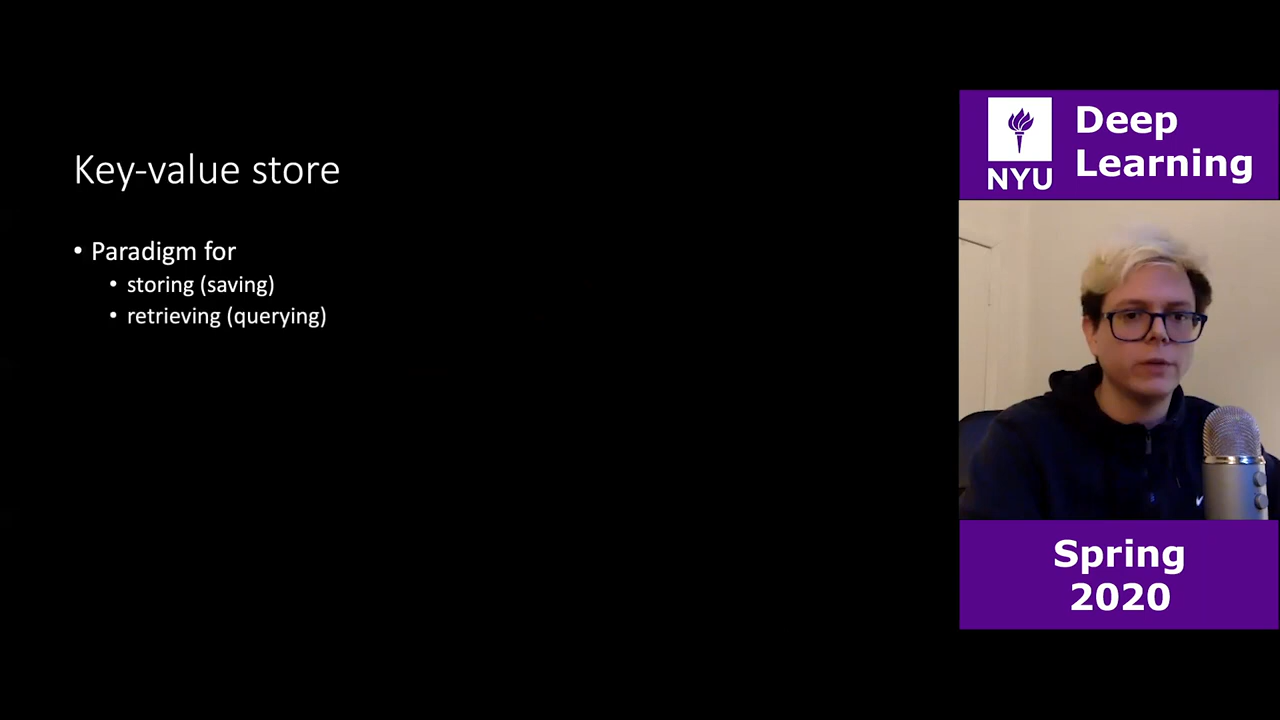 Key-value store
• Paradigm for
• storing (saving)
• retrieving (querying)
NYU
Deep
Learning
Spring
2020